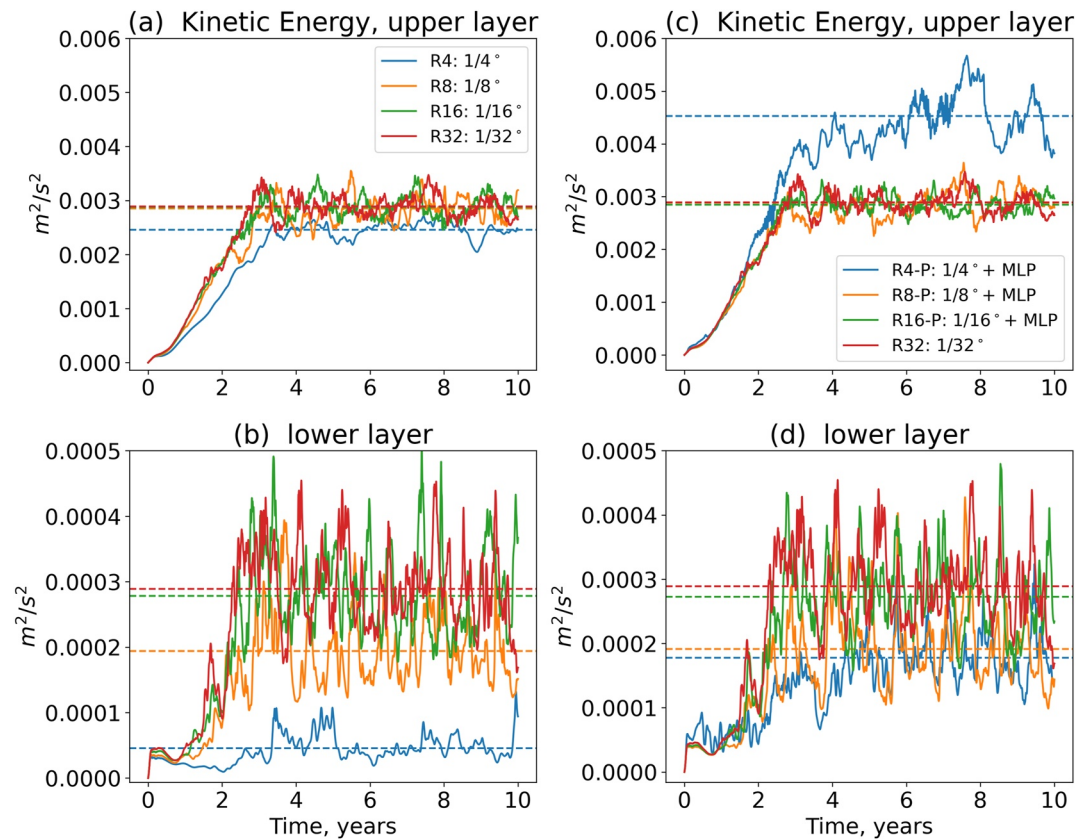 (a) Kinetic Energy, upper layer
0.006
0.005
0.004
0.003
0.002
0.001
0.000
m²/s²
R4: 1/4°
R8: 1/8°
R16: 1/16°
R32: 1/32°
0 2 4 6 8 10
(c) Kinetic Energy, upper layer
0.006
0.005
0.004
0.003
0.002
0.001
0.000
m²/s²
R4-P: 1/4°+ MLP
R8-P: 1/8°+ MLP
R16-P: 1/16°+ MLP
R32: 1/32°
0 2 4 6 8 10
(b) lower layer
0.0005
0.0004
0.0003
0.0002
0.0001
0.0000
m²/s²
0 2 4 6 8 10
Time, years
(d) lower layer
0.0005
0.0004
0.0003
0.0002
0.0001
0.0000
m²/s²
0 2 4 6 8 10
Time, years